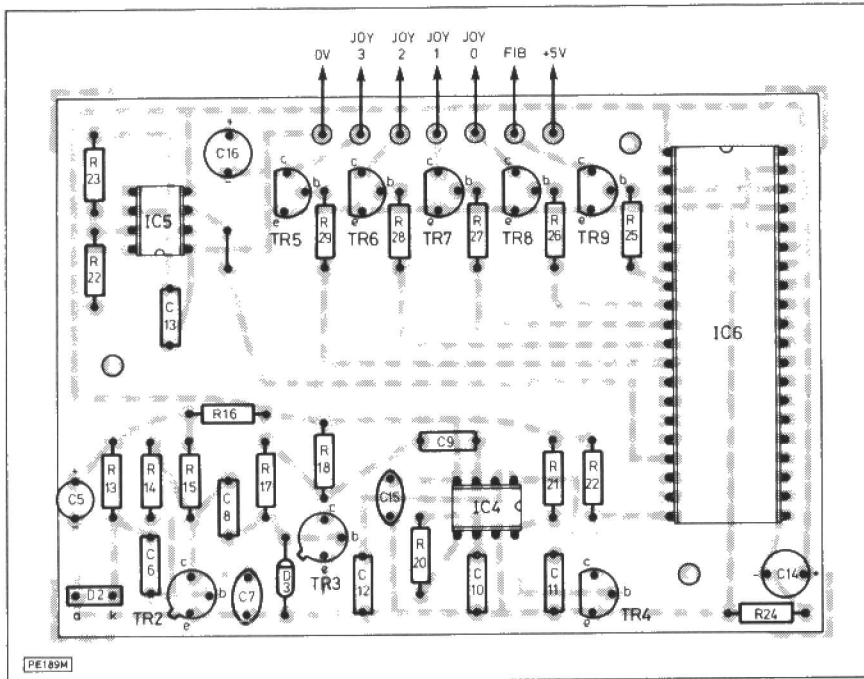 0V JOY 3 JOY 2 JOY 1 JOY 0 FIB +5V
+
C16
-
R 23
IC5
R 22
C 13
c b e TR5
R 29
c b e TR6
R 28
c b e TR7
R 27
c b e TR8
R 26
c b e TR9
R 25
IC6
R16
C9
+
C5
R 13
R 14
R 15
C 8
R 17
R 18
C15
IC4
R 21
R 22
C 6
c b e TR2
C7
D3
c b e TR3
C 12
R 20
C 10
C 11
c b e TR4
- C14 +
D2
a k
R24
PE189M